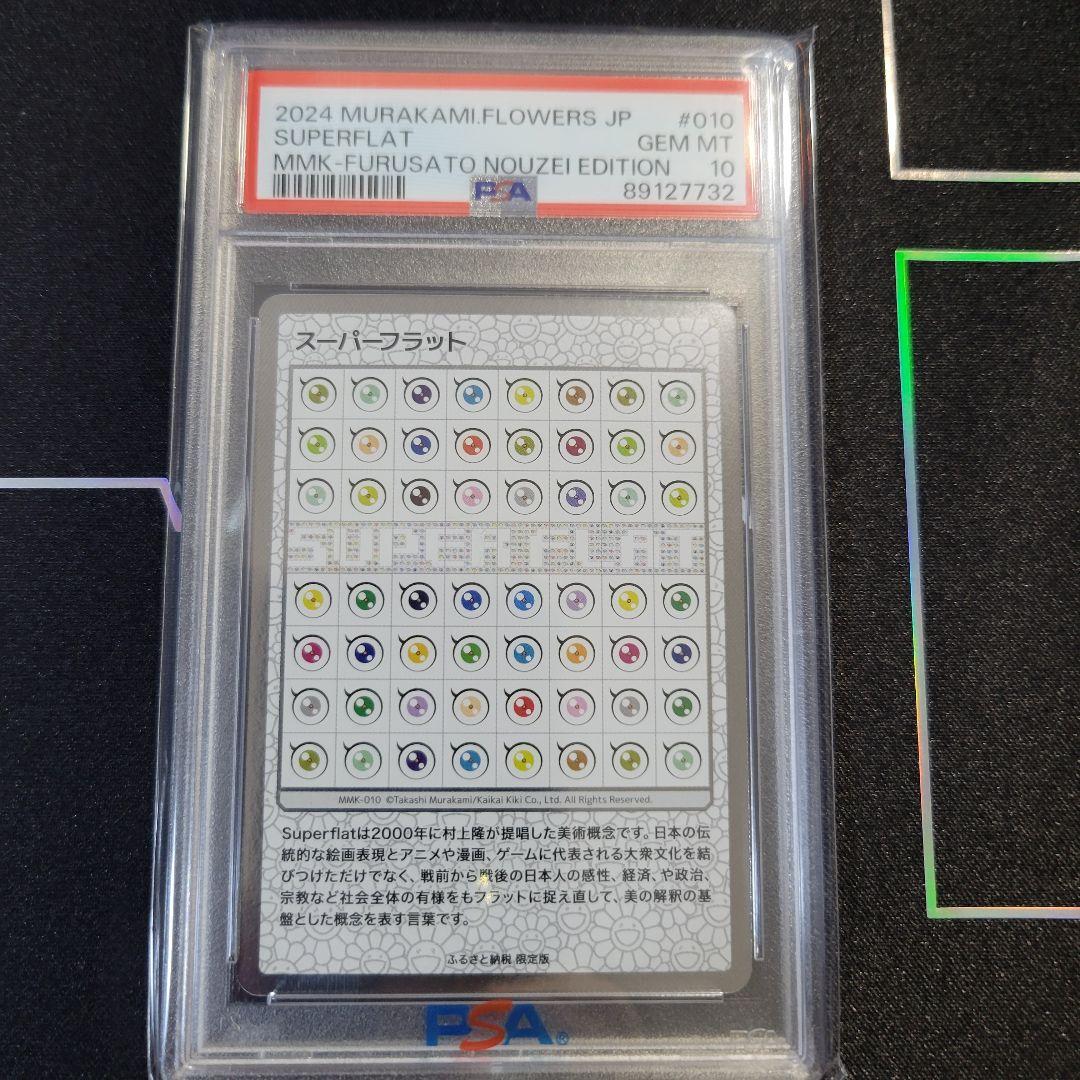 2024 MURAKAMI.FLOWERS JP #010
SUPERFLAT GEM MT
MMK-FURUSATO NOUZEI EDITION 10
PSA 89127732
スーパーフラット
MMK-010 ©Takashi Murakami/Kaikai Kiki Co., Ltd. All Rights Reserved.
Superflatは2000年に村上隆が提唱した美術概念です。日本の伝
統的な絵画表現とアニメや漫画、ゲームに代表される大衆文化を結
びつけただけでなく、戦前から戦後の日本人の感性、経済、や政治、
宗教など社会全体の有様をもフラットに捉え直して、美の解釈の基
盤とした概念を表す言葉です。
ふるさと納税 限定版
PSA®